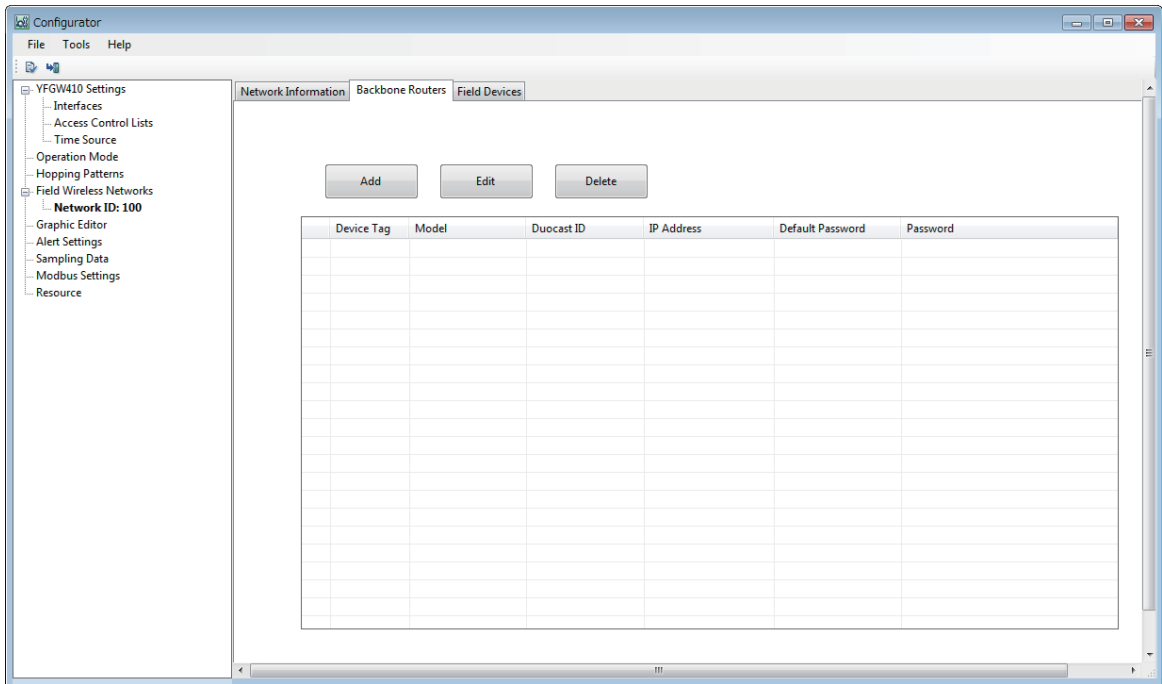 Configurator
File Tools Help
YFGW410 Settings
Interfaces
Access Control Lists
Time Source
Operation Mode
Hopping Patterns
Field Wireless Networks
Network ID: 100
Graphic Editor
Alert Settings
Sampling Data
Modbus Settings
Resource
Network Information Backbone Routers Field Devices
Add Edit Delete
Device Tag Model Duocast ID IP Address Default Password Password